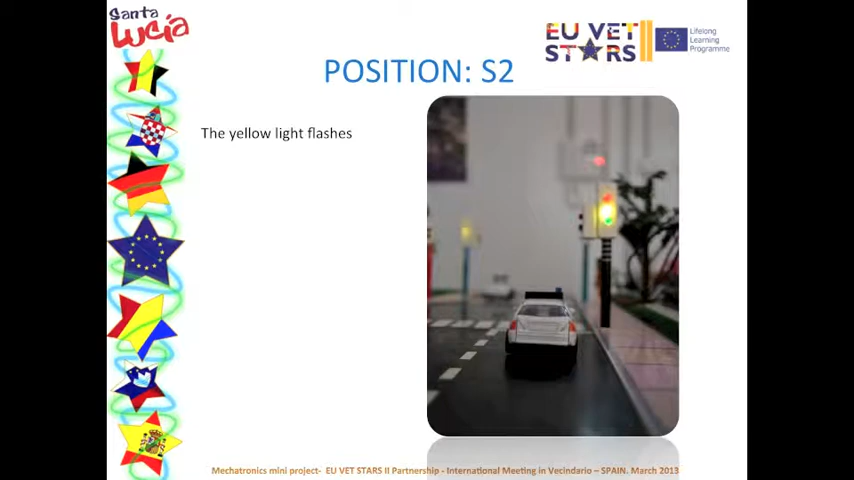 Santa
Lucia
EU VET
STARS
Lifelong
Learning
Programme
POSITION: S2
The yellow light flashes
Mechatronics mini project- EU VET STARS II Partnership - International Meeting in Vecindario – SPAIN. March 2013